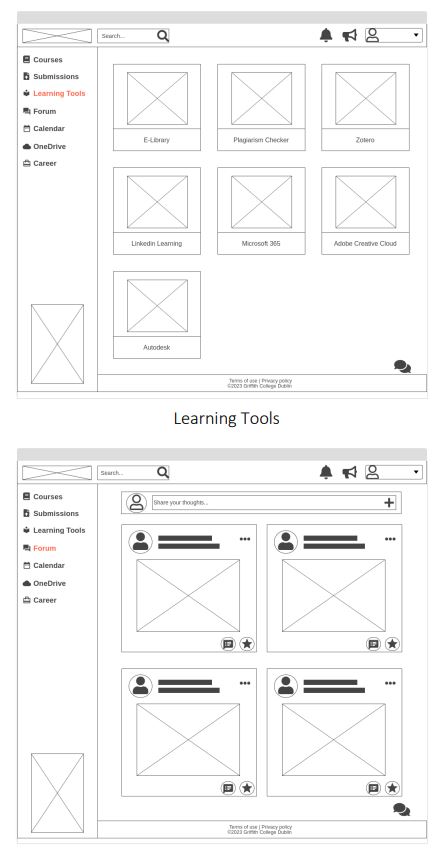 Search...
Courses
Submissions
Learning Tools
Forum
Calendar
OneDrive
Career
E-Library
Plagiarism Checker
Zotero
Linkedin Learning
Microsoft 365
Adobe Creative Cloud
Autodesk
Terms of use | Privacy policy
©2023 Griffith College Dublin
Learning Tools
Search...
Courses
Submissions
Learning Tools
Forum
Calendar
OneDrive
Career
Share your thoughts...
Terms of use | Privacy policy
©2023 Griffith College Dublin